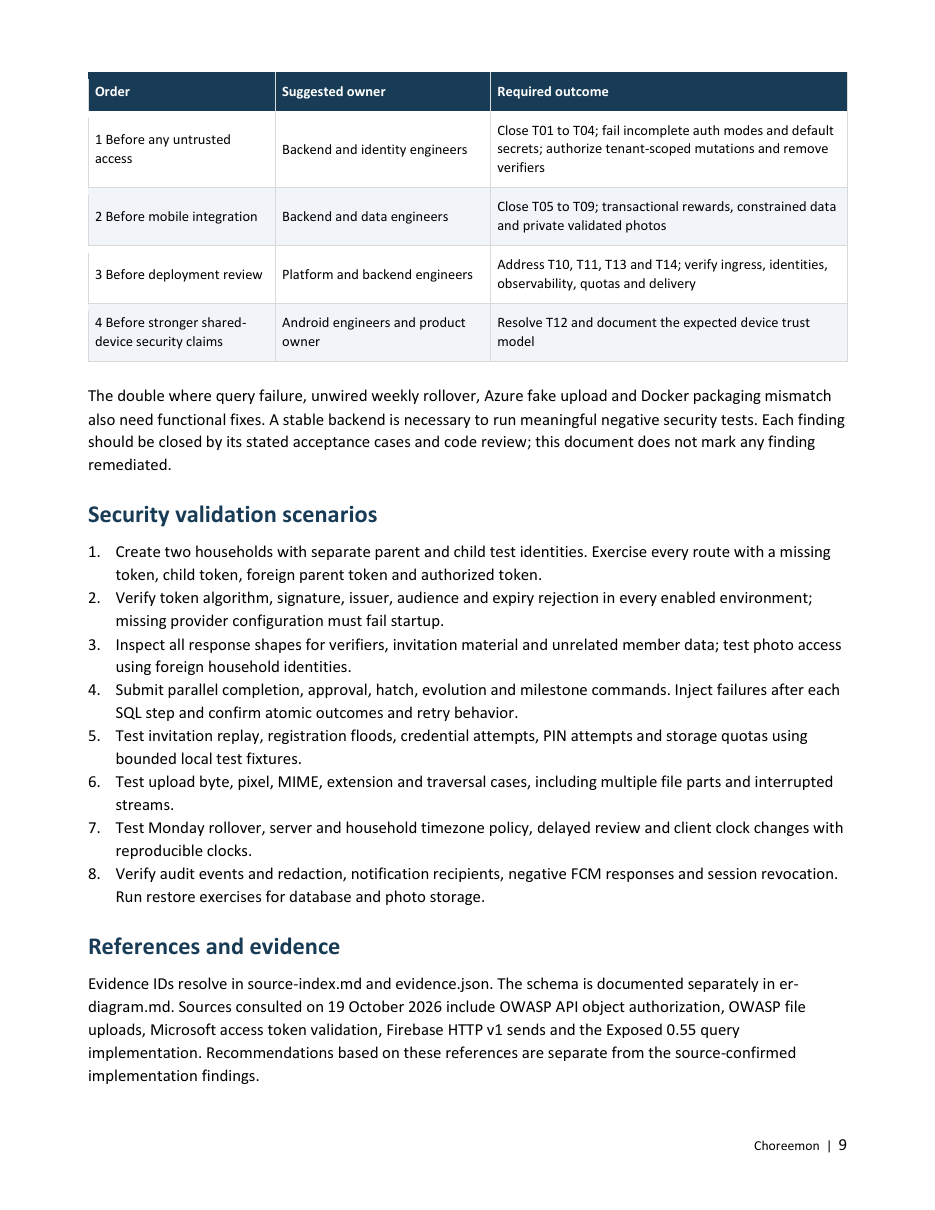 Order Suggested owner Required outcome
1 Before any untrusted
access
Backend and identity engineers
Close T01 to T04; fail incomplete auth modes and default
secrets; authorize tenant-scoped mutations and remove
verifiers
2 Before mobile integration
Backend and data engineers
Close T05 to T09; transactional rewards, constrained data
and private validated photos
3 Before deployment review
Platform and backend engineers
Address T10, T11, T13 and T14; verify ingress, identities,
observability, quotas and delivery
4 Before stronger shared-
device security claims
Android engineers and product
owner
Resolve T12 and document the expected device trust
model
The double where query failure, unwired weekly rollover, Azure fake upload and Docker packaging mismatch
also need functional fixes. A stable backend is necessary to run meaningful negative security tests. Each finding
should be closed by its stated acceptance cases and code review; this document does not mark any finding
remediated.
Security validation scenarios
1. Create two households with separate parent and child test identities. Exercise every route with a missing
token, child token, foreign parent token and authorized token.
2. Verify token algorithm, signature, issuer, audience and expiry rejection in every enabled environment;
missing provider configuration must fail startup.
3. Inspect all response shapes for verifiers, invitation material and unrelated member data; test photo access
using foreign household identities.
4. Submit parallel completion, approval, hatch, evolution and milestone commands. Inject failures after each
SQL step and confirm atomic outcomes and retry behavior.
5. Test invitation replay, registration floods, credential attempts, PIN attempts and storage quotas using
bounded local test fixtures.
6. Test upload byte, pixel, MIME, extension and traversal cases, including multiple file parts and interrupted
streams.
7. Test Monday rollover, server and household timezone policy, delayed review and client clock changes with
reproducible clocks.
8. Verify audit events and redaction, notification recipients, negative FCM responses and session revocation.
Run restore exercises for database and photo storage.
References and evidence
Evidence IDs resolve in source-index.md and evidence.json. The schema is documented separately in er-
diagram.md. Sources consulted on 19 October 2026 include OWASP API object authorization, OWASP file
uploads, Microsoft access token validation, Firebase HTTP v1 sends and the Exposed 0.55 query
implementation. Recommendations based on these references are separate from the source-confirmed
implementation findings.
Choreemon | 9